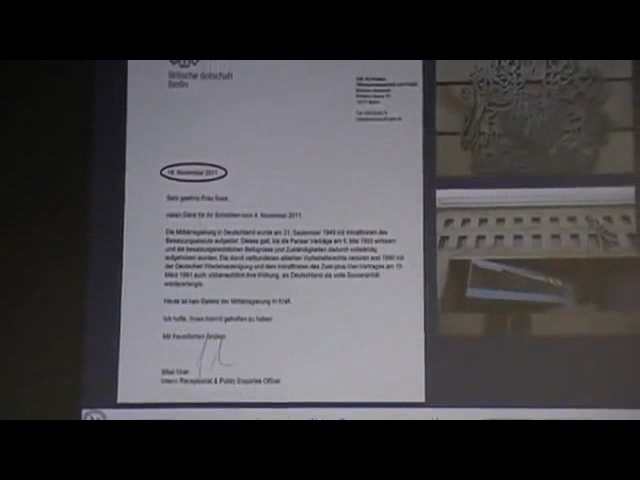 Britische Botschaft
Berlin
18. November 2011
Sehr geehrte Frau
vielen Dank für Ihr Schreiben vom 4. November 2011.
Die Militärregierung in Deutschland wurde am 21. September 1949 mit Inkrafttreten des
Besatzungsstatuts aufgelöst. Dieses galt, bis die Pariser Verträge am 5. Mai 1955 wirksam
und die besatzungsrechtlichen Befugnisse und Zuständigkeiten dadurch vollständig
aufgehoben wurden. Die damit verbundenen alliierten Vorbehaltsrechte verloren erst 1990 mit
der Deutschen Wiedervereinigung und dem Inkrafttreten des Zwei-plus-Vier-Vertrages am 15.
März 1991 auch völkerrechtlich ihre Wirkung, als Deutschland die volle Souveränität
wiedererlangte.
Heute ist kein Element der Militärregierung in Kraft.
Ich hoffe, Ihnen hiermit geholfen zu haben!
Mit freundlichen Grüßen
Intern Receptionist & Public Enquiries Officer